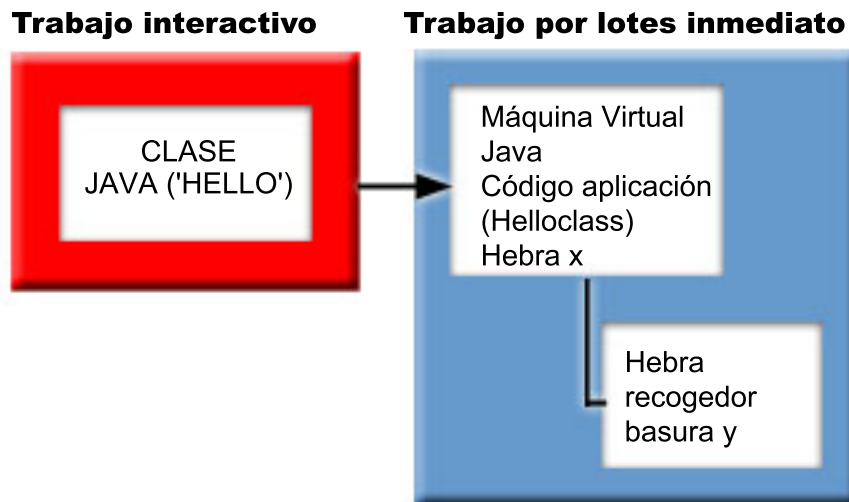 Trabajo interactivo
CLASE
JAVA ('HELLO')
Trabajo por lotes inmediato
Máquina Virtual
Java
Código aplicación
(Helloclass)
Hebra x
Hebra
recogedor
basura y